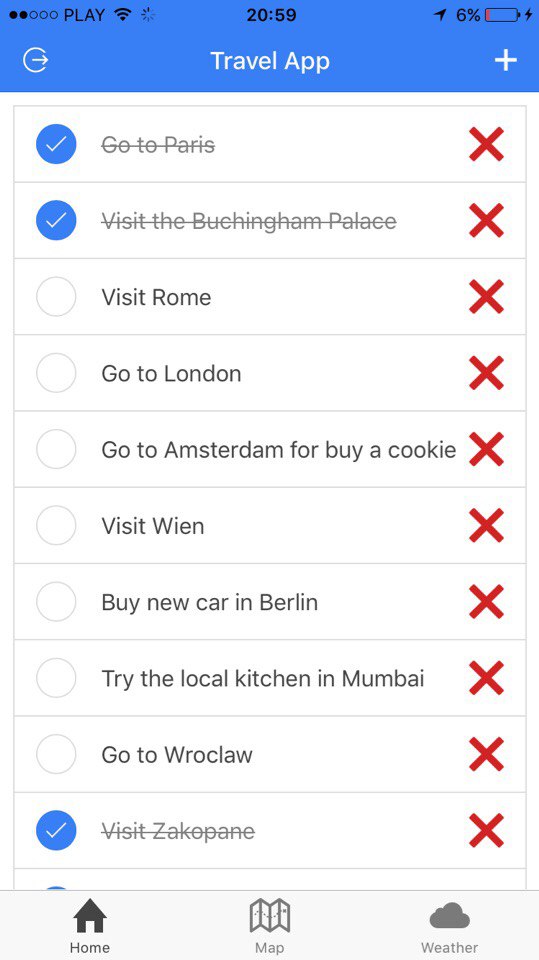 PLAY 20:59 6%
Travel App
Go to Paris
Visit the Buchingham Palace
Visit Rome
Go to London
Go to Amsterdam for buy a cookie
Visit Wien
Buy new car in Berlin
Try the local kitchen in Mumbai
Go to Wroclaw
Visit Zakopane
Home Map Weather